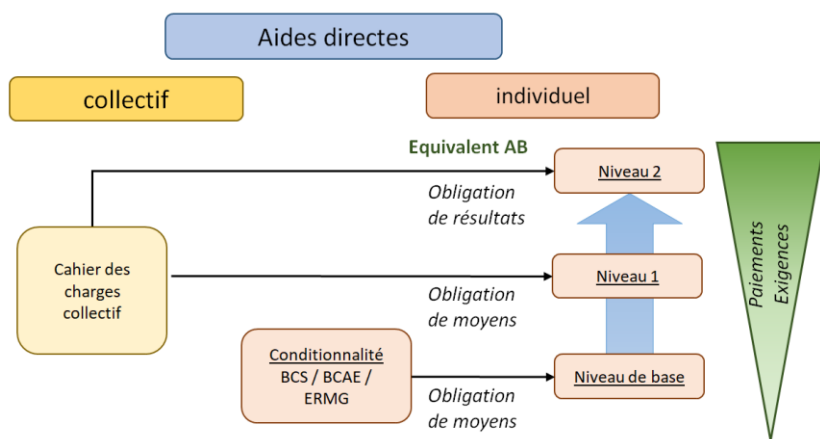 Aides directes
collectif
individuel
Equivalent AB
Niveau 2
Obligation
de résultats
Cahier des
charges
collectif
Niveau 1
Obligation
de moyens
Conditionnalité
BCS / BCAE /
ERMG
Niveau de base
Obligation
de moyens
Paiements
Exigences